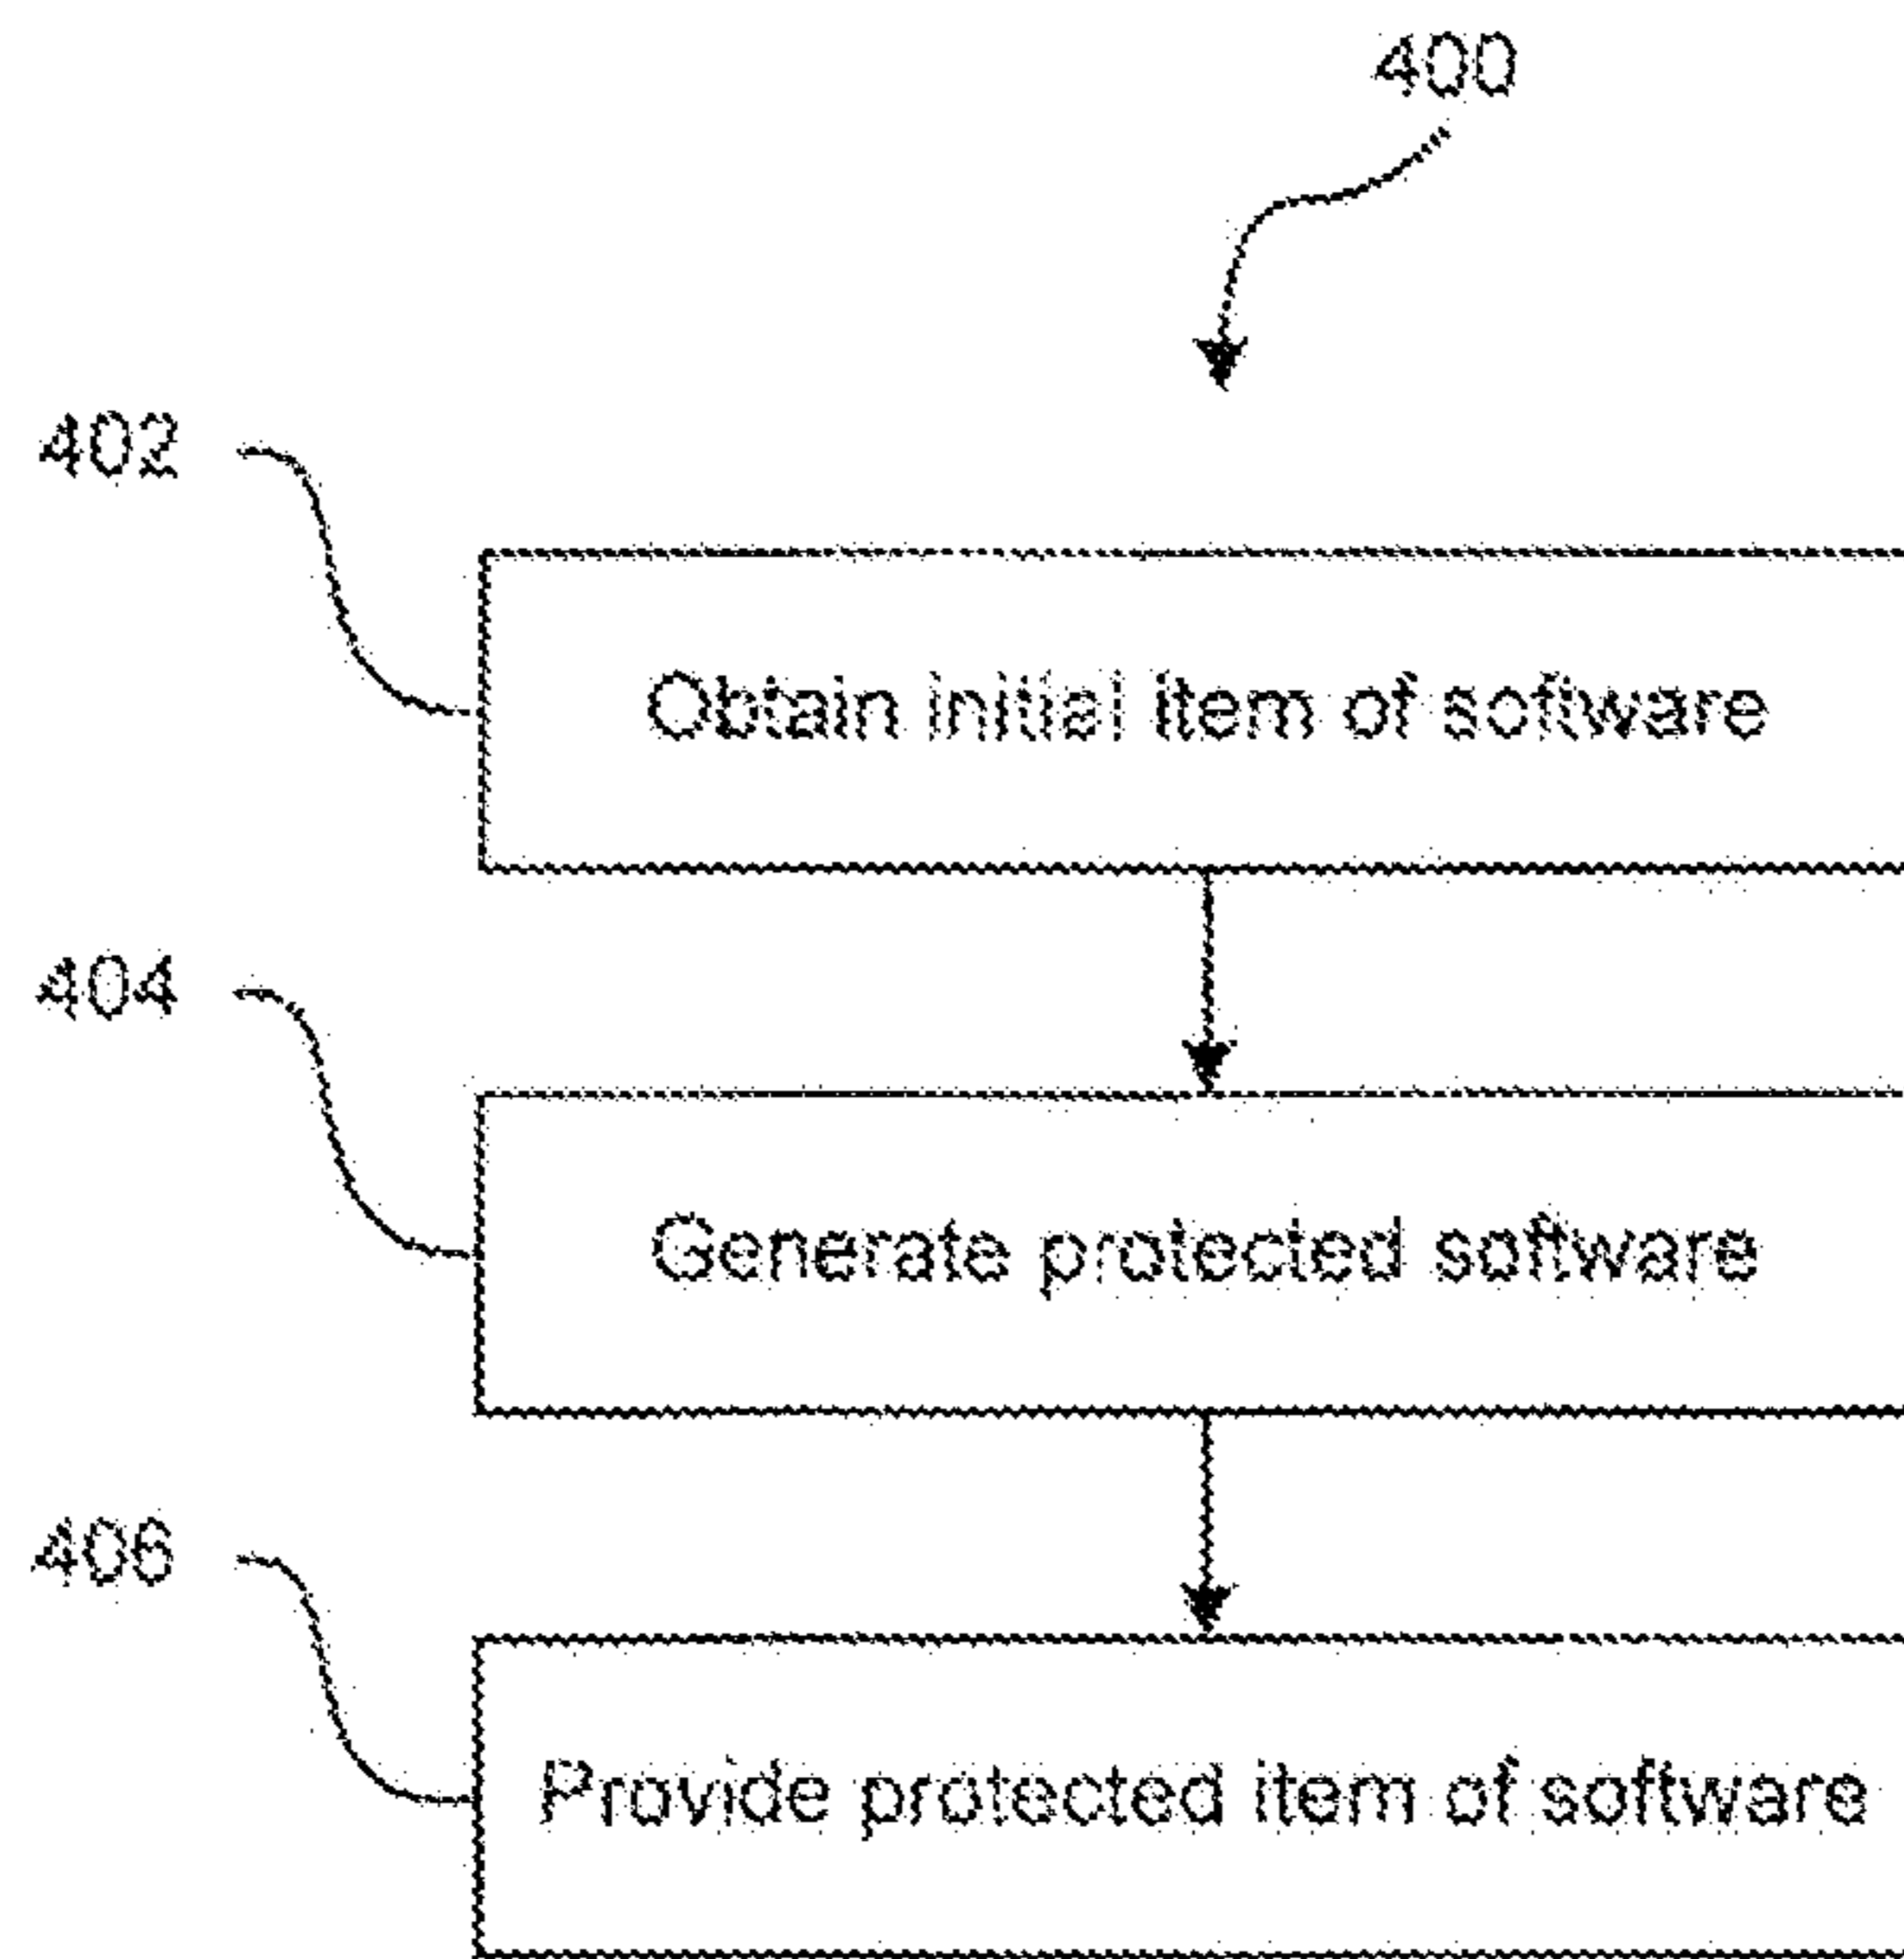 400
402
Obtain initial item of software
404
Generate protected software
406
Provide protected item of software